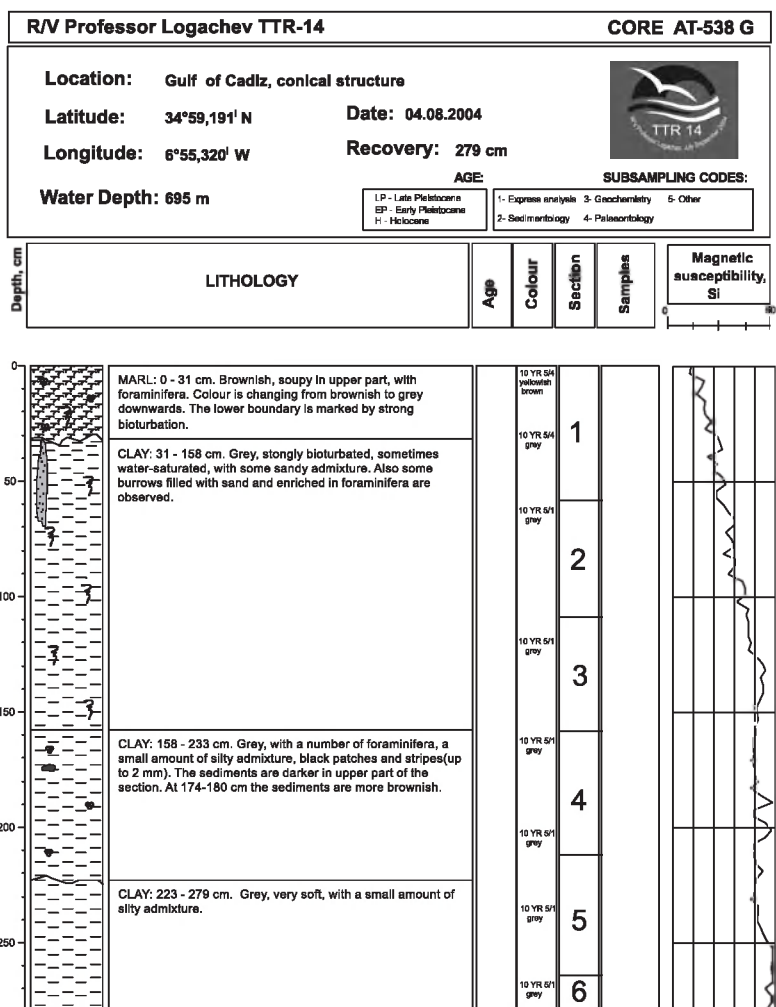 R/V Professor Logachev TTR-14
CORE AT-538 G
Location: Gulf of Cadiz, conical structure
Latitude: 34°59,191' N
Date: 04.08.2004
Longitude: 6°55,320' W
Recovery: 279 cm
Water Depth: 695 m
TTR 14
AGE:
LP - Late Pleistocene
EP - Early Pleistocene
H - Holocene
SUBSAMPLING CODES:
1- Express analysis 3- Geochemistry 5- Other
2- Sedimentology 4- Palaeontology
Depth, cm
LITHOLOGY
Age
Colour
Section
Samples
Magnetic
susceptibility,
Si
0
0
MARL: 0 - 31 cm. Brownish, soupy in upper part, with
foraminifera. Colour is changing from brownish to grey
downwards. The lower boundary is marked by strong
bioturbation.
10 YR 5/4
yellowish
brown
10 YR 5/4
grey
1
CLAY: 31 - 158 cm. Grey, stongly bioturbated, sometimes
water-saturated, with some sandy admixture. Also some
burrows filled with sand and enriched in foraminifera are
observed.
50
10 YR 5/1
grey
2
100
10 YR 5/1
grey
3
150
CLAY: 158 - 233 cm. Grey, with a number of foraminifera, a
small amount of silty admixture, black patches and stripes(up
to 2 mm). The sediments are darker in upper part of the
section. At 174-180 cm the sediments are more brownish.
10 YR 5/1
grey
4
200
10 YR 5/1
grey
CLAY: 223 - 279 cm. Grey, very soft, with a small amount of
silty admixture.
10 YR 5/1
grey
5
250
10 YR 5/1
grey
6